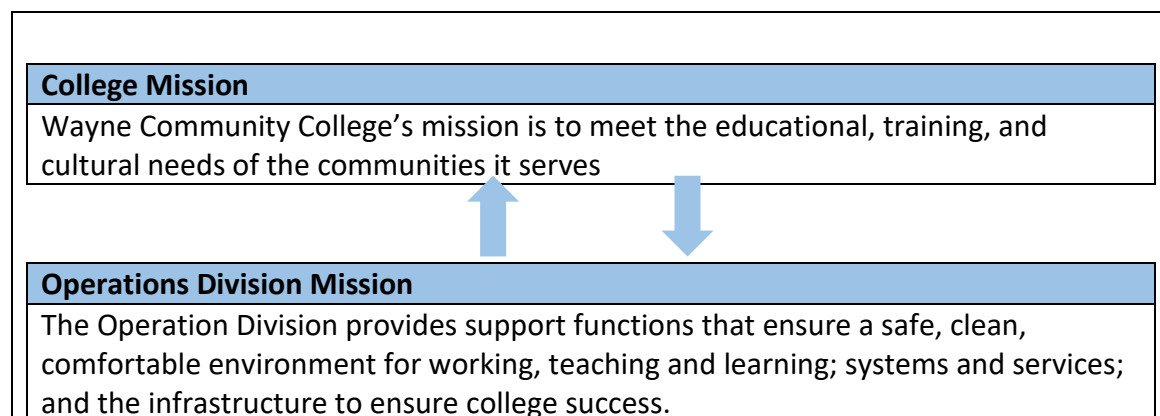 College Mission
Wayne Community College’s mission is to meet the educational, training, and
cultural needs of the communities it serves
Operations Division Mission
The Operation Division provides support functions that ensure a safe, clean,
comfortable environment for working, teaching and learning; systems and services;
and the infrastructure to ensure college success.